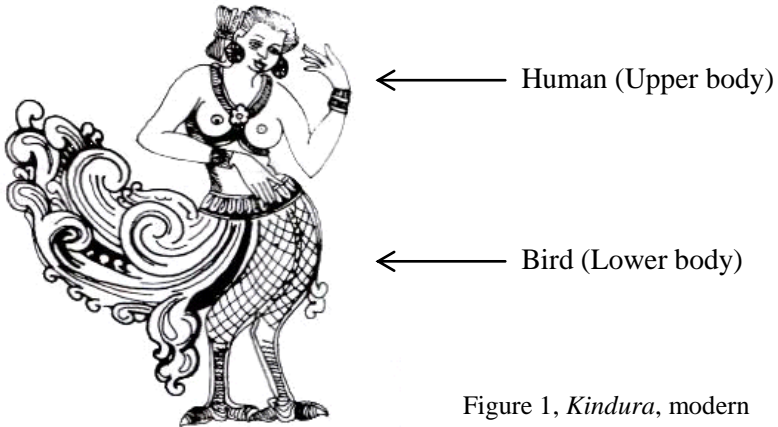 Human (Upper body)
Bird (Lower body)
Figure 1, Kindura, modern